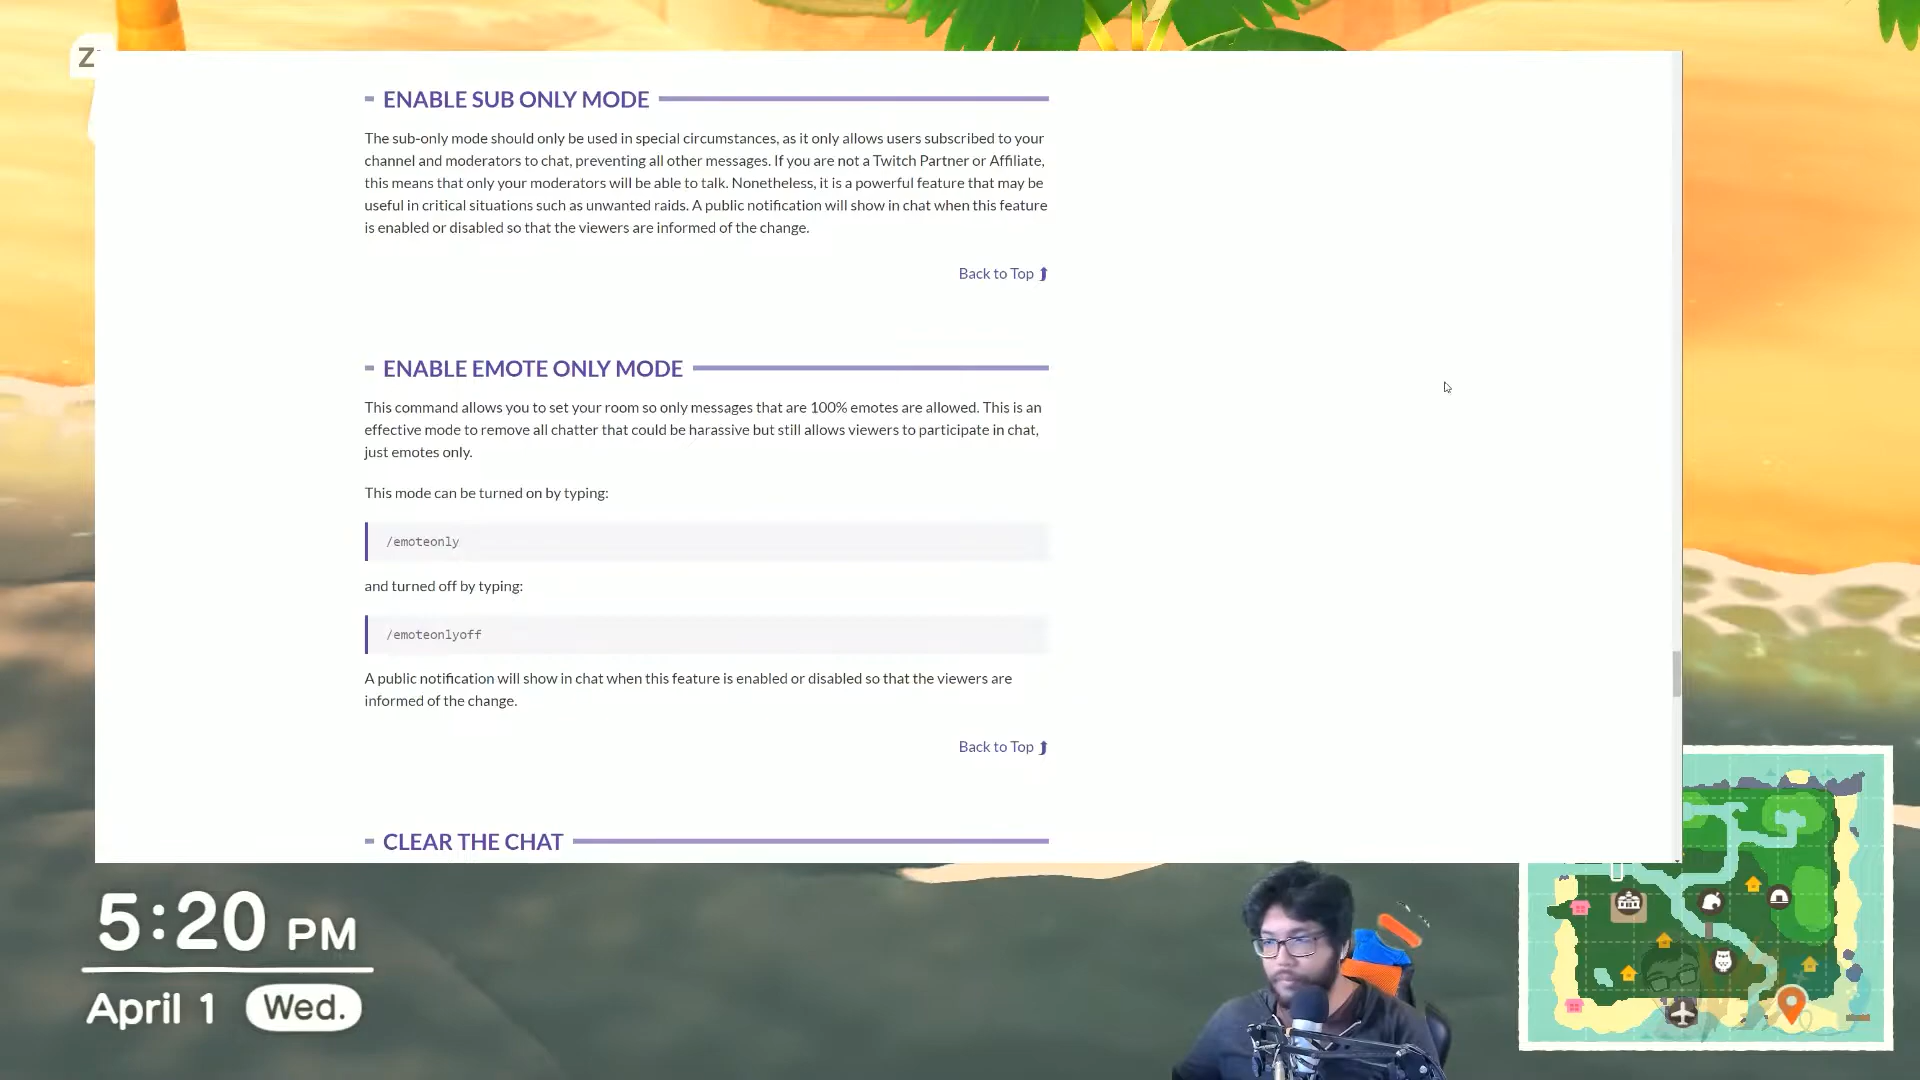 Z
ENABLE SUB ONLY MODE
The sub-only mode should only be used in special circumstances, as it only allows users subscribed to your
channel and moderators to chat, preventing all other messages. If you are not a Twitch Partner or Affiliate,
this means that only your moderators will be able to talk. Nonetheless, it is a powerful feature that may be
useful in critical situations such as unwanted raids. A public notification will show in chat when this feature
is enabled or disabled so that the viewers are informed of the change.
Back to Top
ENABLE EMOTE ONLY MODE
This command allows you to set your room so only messages that are 100% emotes are allowed. This is an
effective mode to remove all chatter that could be harassive but still allows viewers to participate in chat,
just emotes only.
This mode can be turned on by typing:
/emoteonly
and turned off by typing:
/emoteonlyoff
A public notification will show in chat when this feature is enabled or disabled so that the viewers are
informed of the change.
Back to Top
CLEAR THE CHAT
5:20 PM
April 1 Wed.